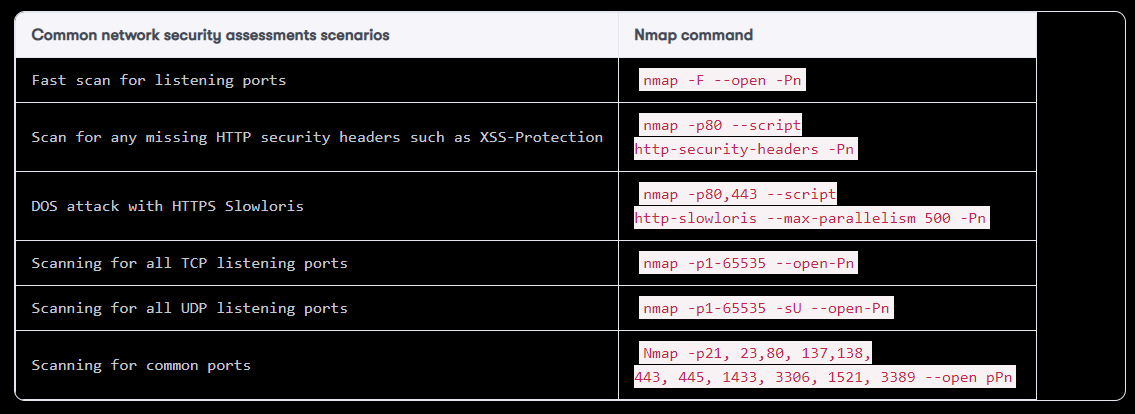 Common network security assessments scenarios
Nmap command
Fast scan for listening ports
nmap -F --open -Pn
Scan for any missing HTTP security headers such as XSS-Protection
nmap -p80 --script
http-security-headers -Pn
DOS attack with HTTPS Slowloris
nmap -p80,443 --script
http-slowloris --max-parallelism 500 -Pn
Scanning for all TCP listening ports
nmap -p1-65535 --open-Pn
Scanning for all UDP listening ports
nmap -p1-65535 -sU --open-Pn
Scanning for common ports
Nmap -p21, 23,80, 137,138,
443, 445, 1433, 3306, 1521, 3389 --open pPn